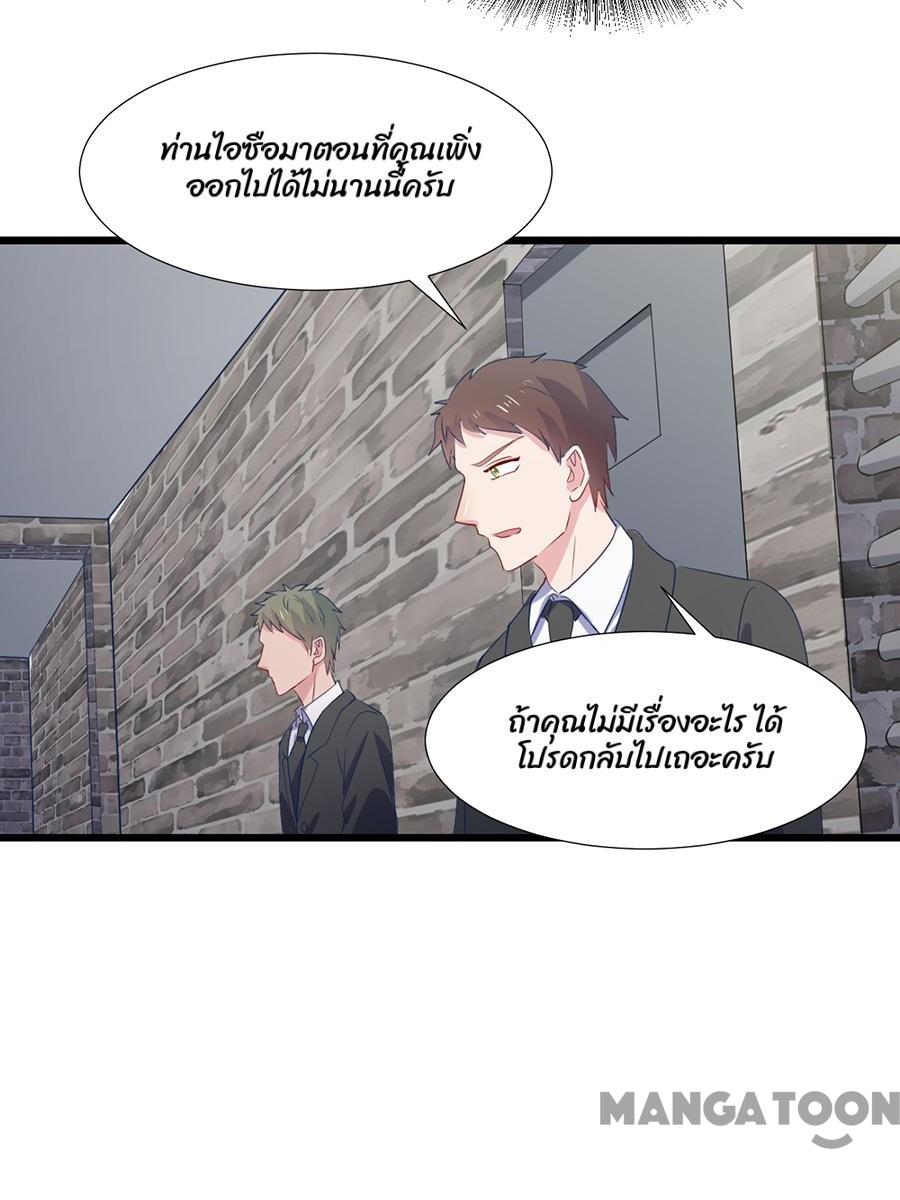 ท่านไอซือมาตอนที่คุณเพิ่ง
ออกไปได้ไม่นานนี้ครับ
ถ้าคุณไม่มีเรื่องอะไร ได้
โปรดกลับไปเถอะครับ
MANGATOON